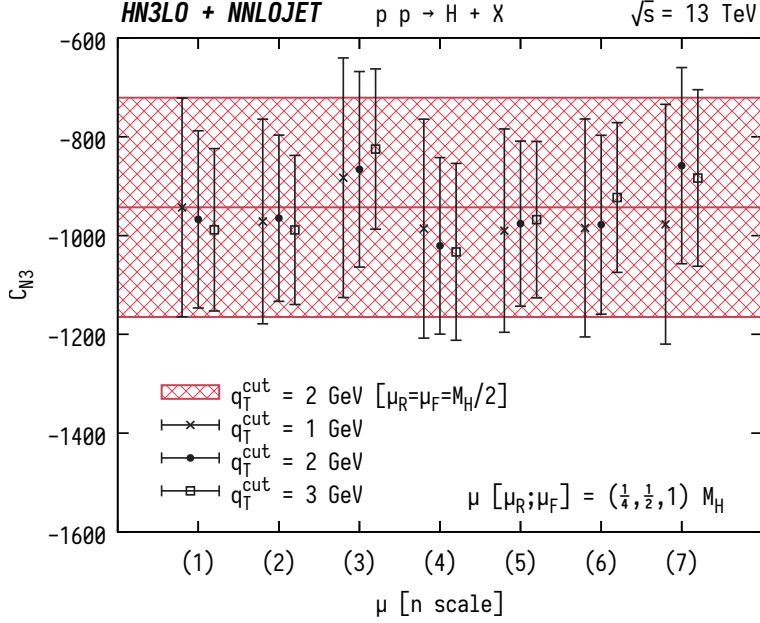 HN3LO + NNLOJET p p → H + X √s = 13 TeV
-600
-800
-1000
-1200
-1400
-1600
C_N3
q_T^cut = 2 GeV [μ_R=μ_F=M_H/2]
q_T^cut = 1 GeV
q_T^cut = 2 GeV
q_T^cut = 3 GeV
μ [μ_R;μ_F] = (1/4,1/2,1) M_H
(1) (2) (3) (4) (5) (6) (7)
μ [n scale]